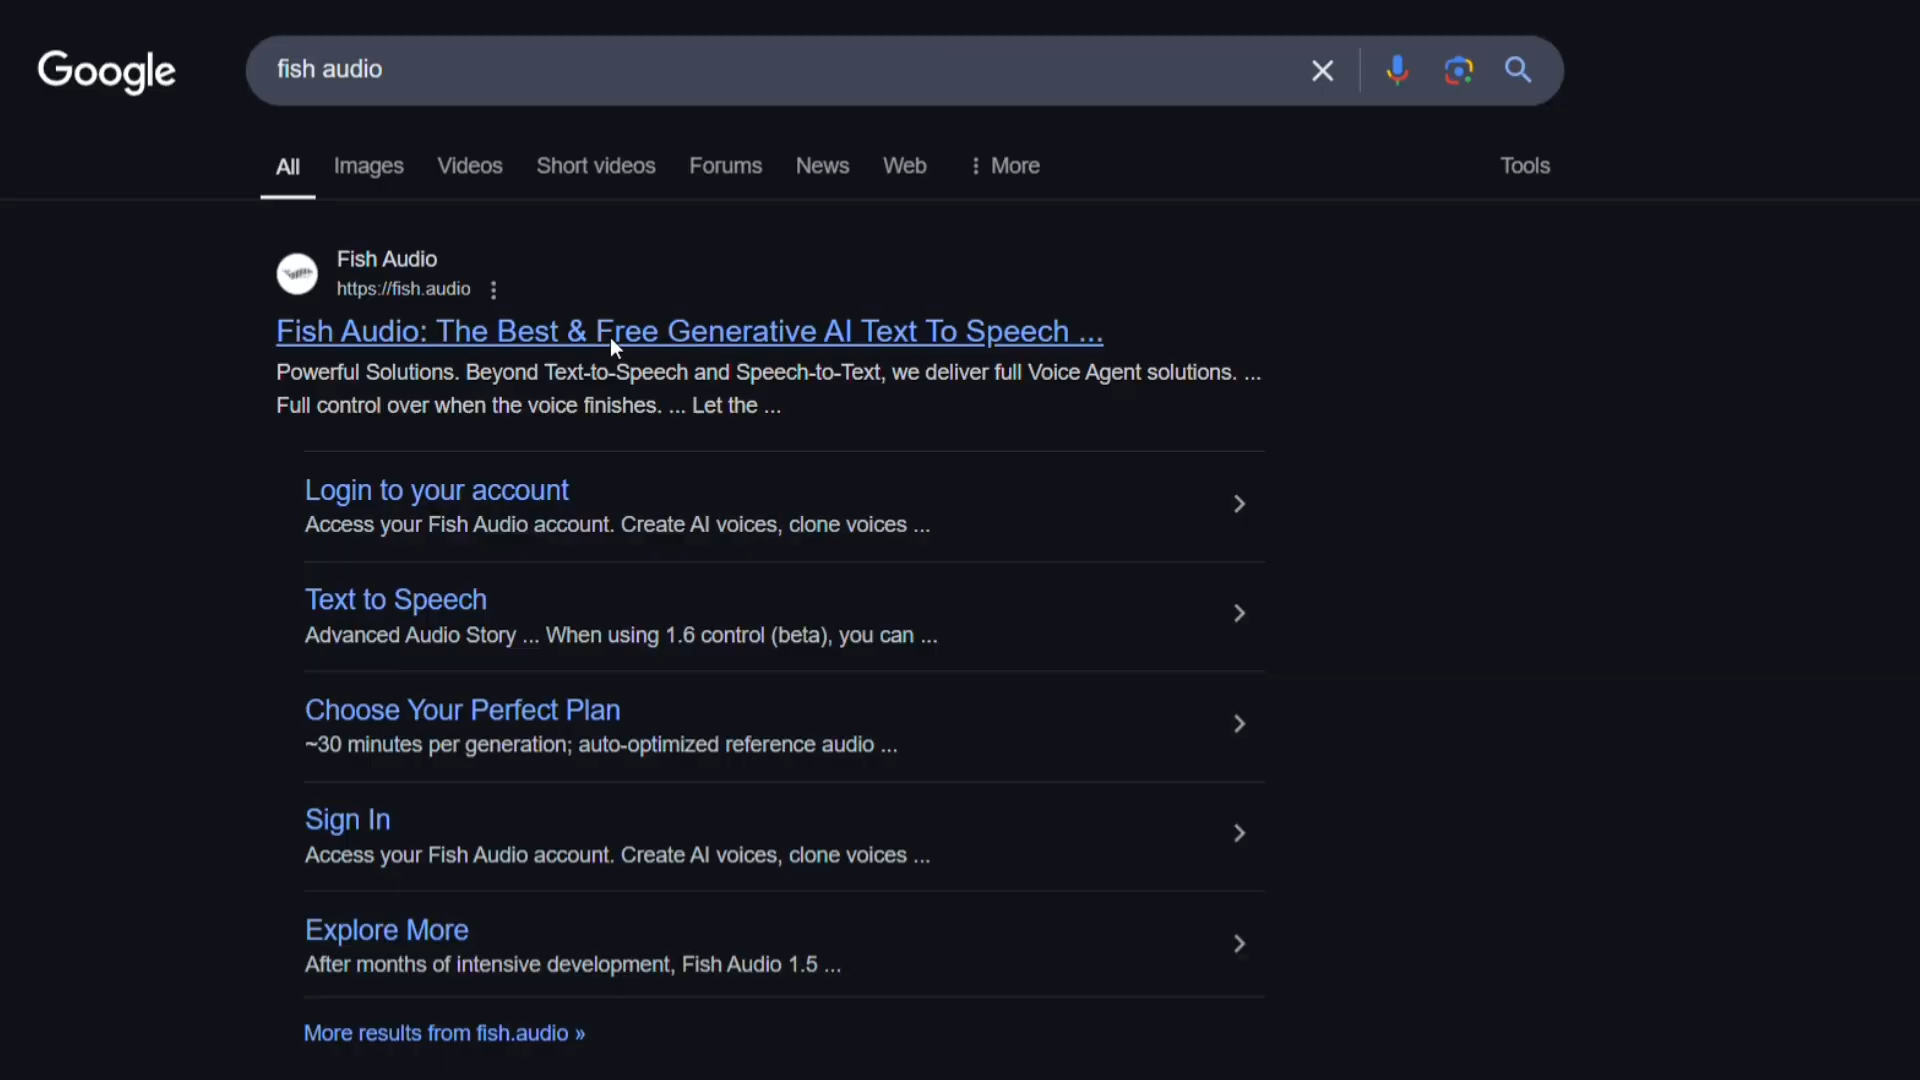 Google
fish audio
All Images Videos Short videos Forums News Web More Tools
Fish Audio
https://fish.audio
Fish Audio: The Best & Free Generative AI Text To Speech ...
Powerful Solutions. Beyond Text-to-Speech and Speech-to-Text, we deliver full Voice Agent solutions. ...
Full control over when the voice finishes. ... Let the ...
Login to your account
Access your Fish Audio account. Create AI voices, clone voices ...
Text to Speech
Advanced Audio Story ... When using 1.6 control (beta), you can ...
Choose Your Perfect Plan
~30 minutes per generation; auto-optimized reference audio ...
Sign In
Access your Fish Audio account. Create AI voices, clone voices ...
Explore More
After months of intensive development, Fish Audio 1.5 ...
More results from fish.audio »